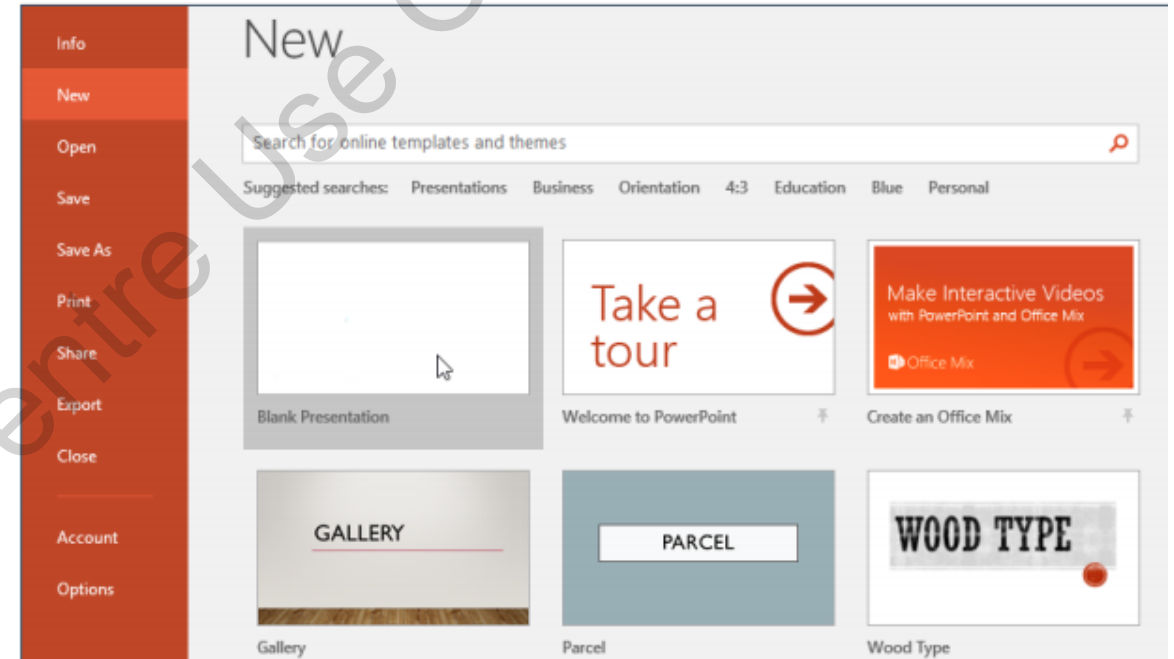 Info
New
Open
Save
Save As
Print
Share
Export
Close
Account
Options
New
Search for online templates and themes
Suggested searches: Presentations Business Orientation 4:3 Education Blue Personal
Take a
tour
Make Interactive Videos
with PowerPoint and Office Mix
Office Mix
Blank Presentation
Welcome to PowerPoint
Create an Office Mix
GALLERY
PARCEL
WOOD TYPE
Gallery
Parcel
Wood Type
entre Use